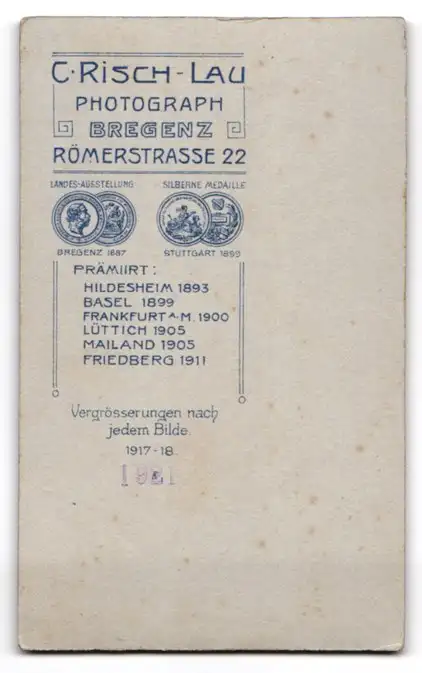 C. RISCH-LAU
PHOTOGRAPH
BREGENZ
RÖMERSTRASSE 22
LANDES-AUSSTELLUNG SILBERNE MEDAILLE
BREGENZ 1887 STUTTGART 1899
PRÄMIIRT:
HILDESHEIM 1893
BASEL 1899
FRANKFURT A.M. 1900
LÜTTICH 1905
MAILAND 1905
FRIEDBERG 1911
Vergrösserungen nach
jedem Bilde.
1917-18.
1921